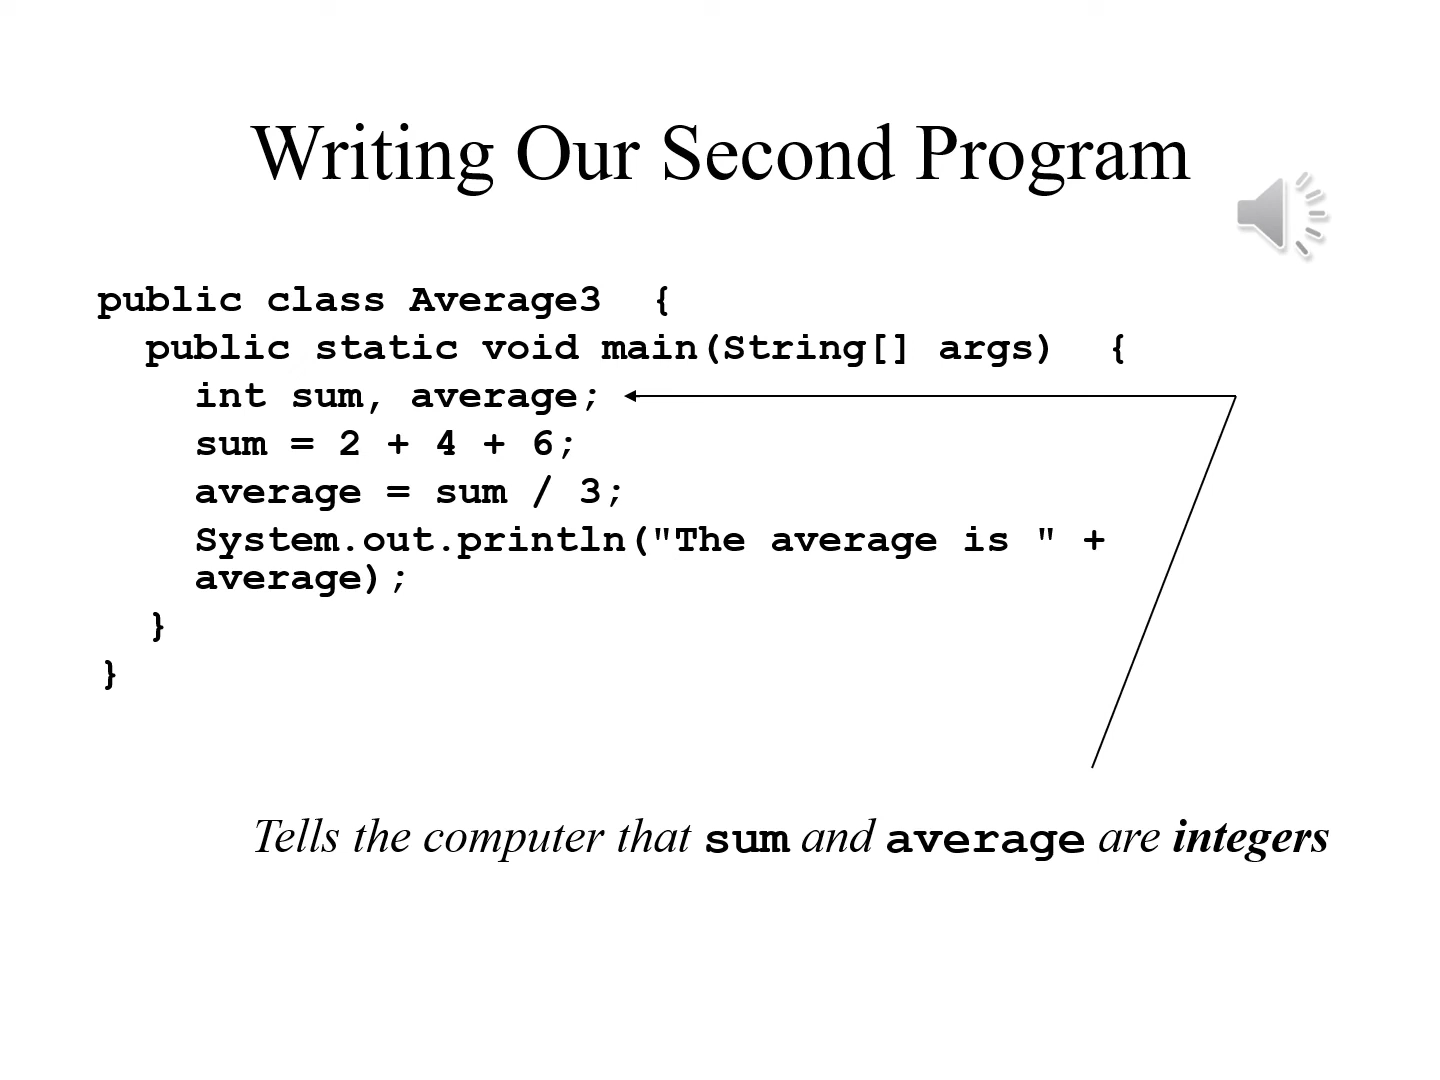 Writing Our Second Program
public class Average3  {
  public static void main(String[] args)  {
    int sum, average;
    sum = 2 + 4 + 6;
    average = sum / 3;
    System.out.println("The average is " +
    average);
  }
}
Tells the computer that sum and average are integers